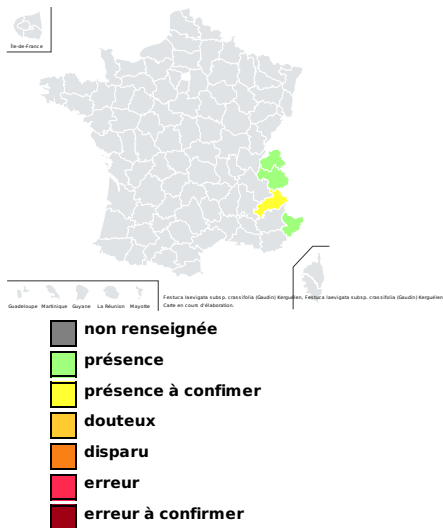 Île-de-France
Guadeloupe Martinique Guyane La Réunion Mayotte
Festuca laevigata subsp. crassifolia (Gaudin) Kerguélen, Festuca laevigata subsp. crassifolia (Gaudin) Kerguélen
Carte en cours d'élaboration.
non renseignée
présence
présence à confimer
douteux
disparu
erreur
erreur à confirmer